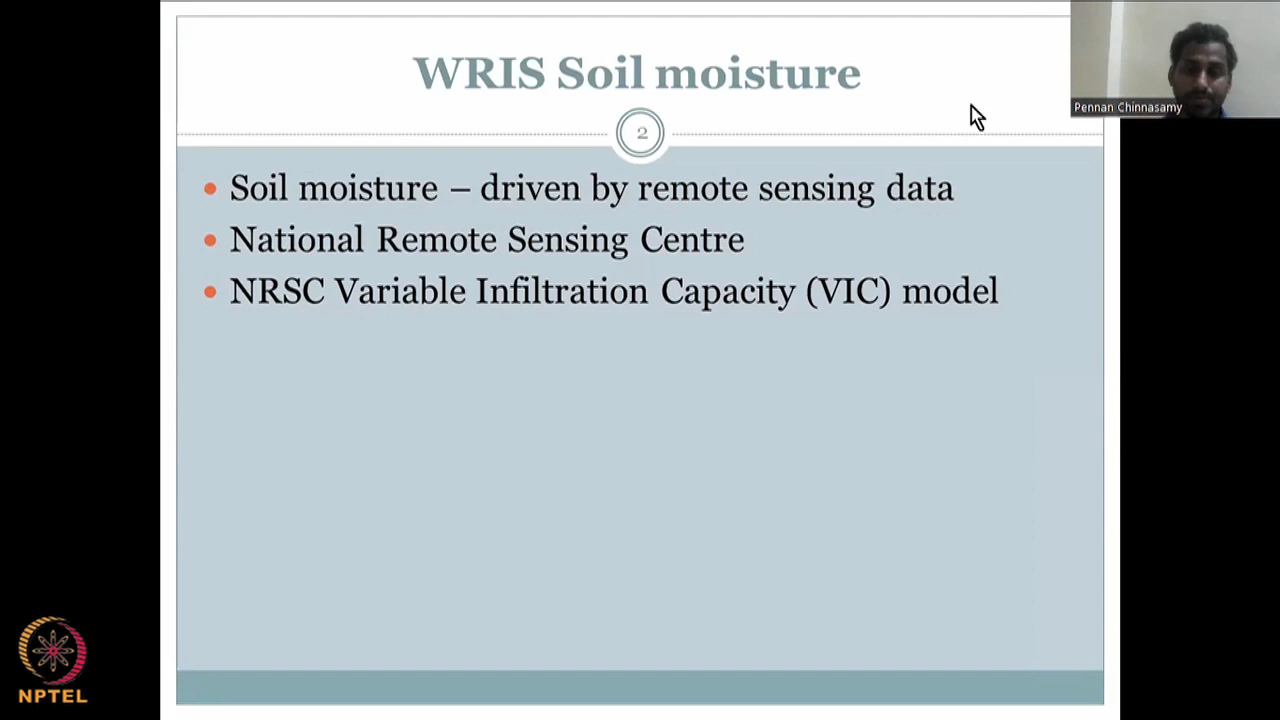 WRIS Soil moisture
Pennan Chinnasamy
2
• Soil moisture – driven by remote sensing data
• National Remote Sensing Centre
• NRSC Variable Infiltration Capacity (VIC) model
NPTEL